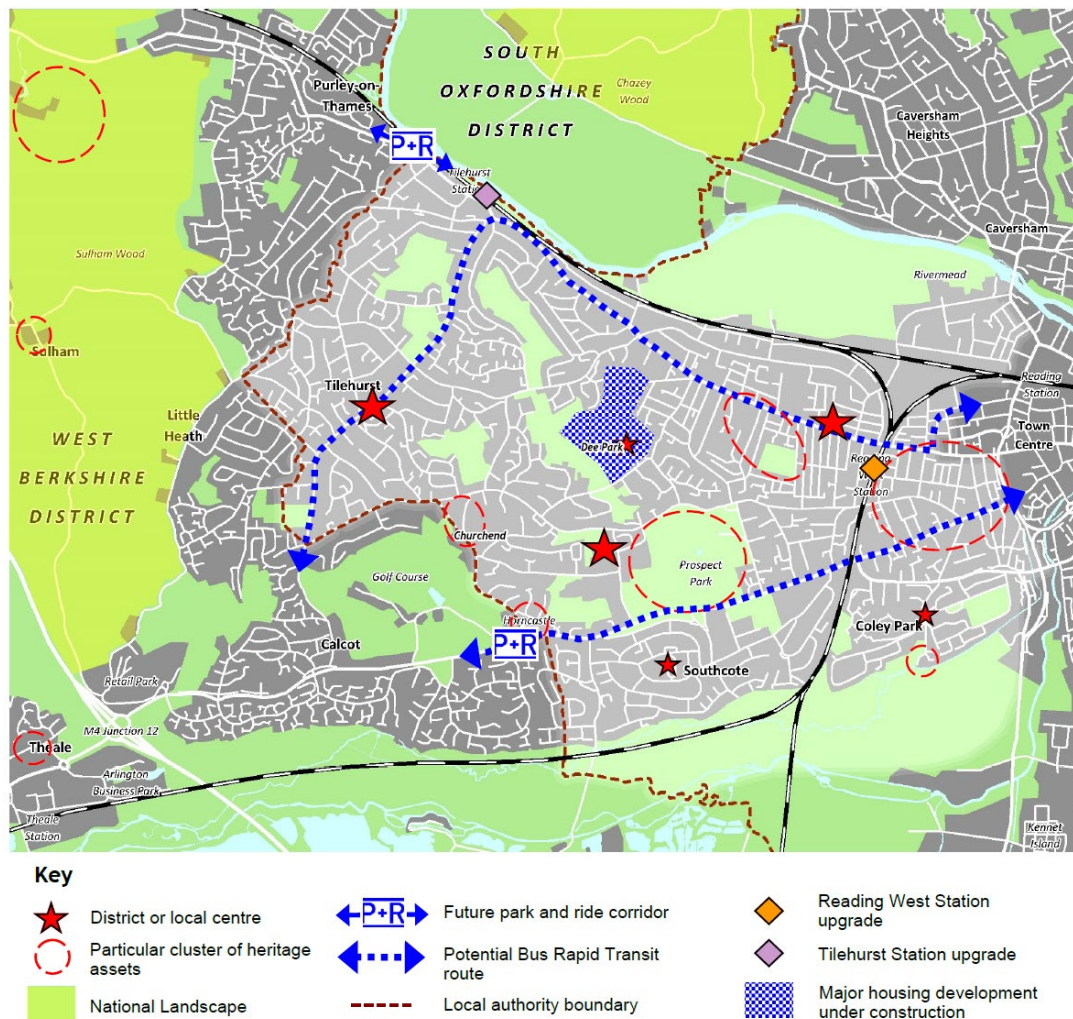 SOUTH
OXFORDSHIRE
DISTRICT
Chazey
Wood
Purley-on-
Thames
P+R
Tilehurst
Station
Caversham
Heights
Caversham
Rivermead
Sulham Wood
Sulham
Tilehurst
Little
Heath
WEST
BERKSHIRE
DISTRICT
Dee Park
Reading
Station
Town
Centre
Reading
West
Station
Churchend
Golf Course
Prospect
Park
Horncastle
P+R
Calcot
Coley Park
Southcote
Retail Park
M4 Junction 12
Theale
Arlington
Business Park
Theale
Station
Kennet
Island
Key
District or local centre
Particular cluster of heritage
assets
National Landscape
P+R
Future park and ride corridor
Potential Bus Rapid Transit
route
Local authority boundary
Reading West Station
upgrade
Tilehurst Station upgrade
Major housing development
under construction